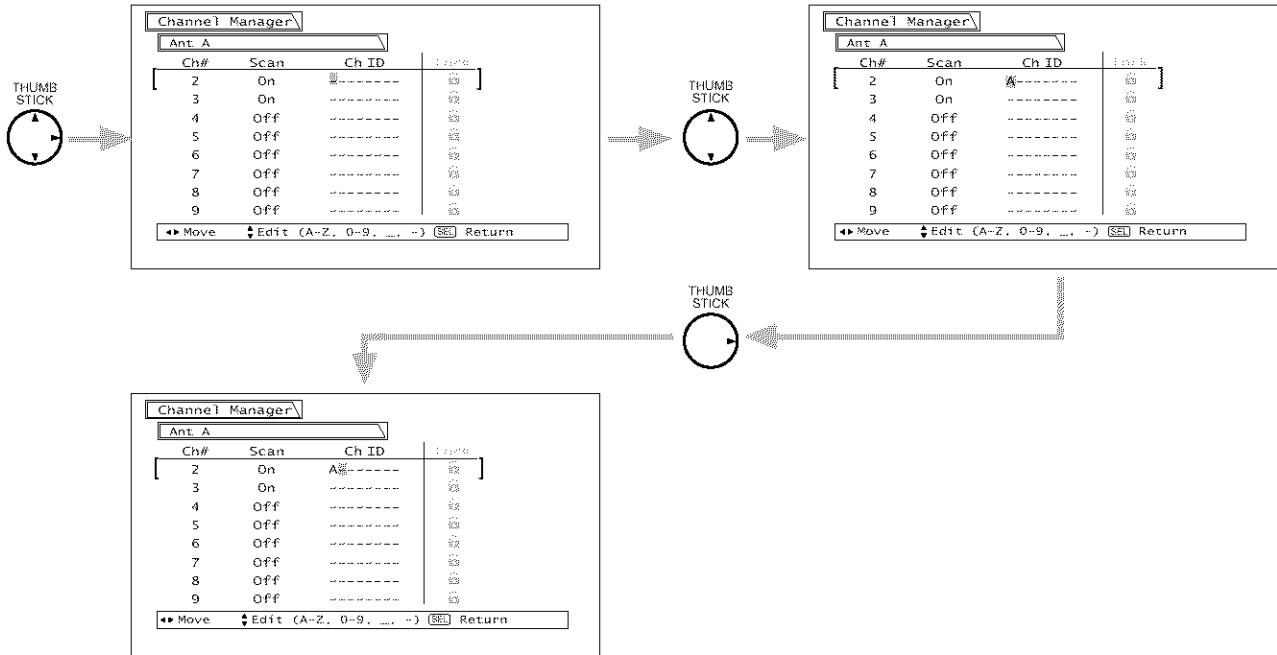 THUMB
STICK
Channel Manager
Ant A
Ch# Scan Ch ID Lock
2 On --------
3 On --------
4 Off --------
5 Off --------
6 Off --------
7 Off --------
8 Off --------
9 Off --------
Move Edit (A-Z, 0-9, _, -) SEL Return
THUMB
STICK
Channel Manager
Ant A
Ch# Scan Ch ID Lock
2 On A-------
3 On --------
4 Off --------
5 Off --------
6 Off --------
7 Off --------
8 Off --------
9 Off --------
Move Edit (A-Z, 0-9, _, -) SEL Return
THUMB
STICK
Channel Manager
Ant A
Ch# Scan Ch ID Lock
2 On A-------
3 On --------
4 Off --------
5 Off --------
6 Off --------
7 Off --------
8 Off --------
9 Off --------
Move Edit (A-Z, 0-9, _, -) SEL Return